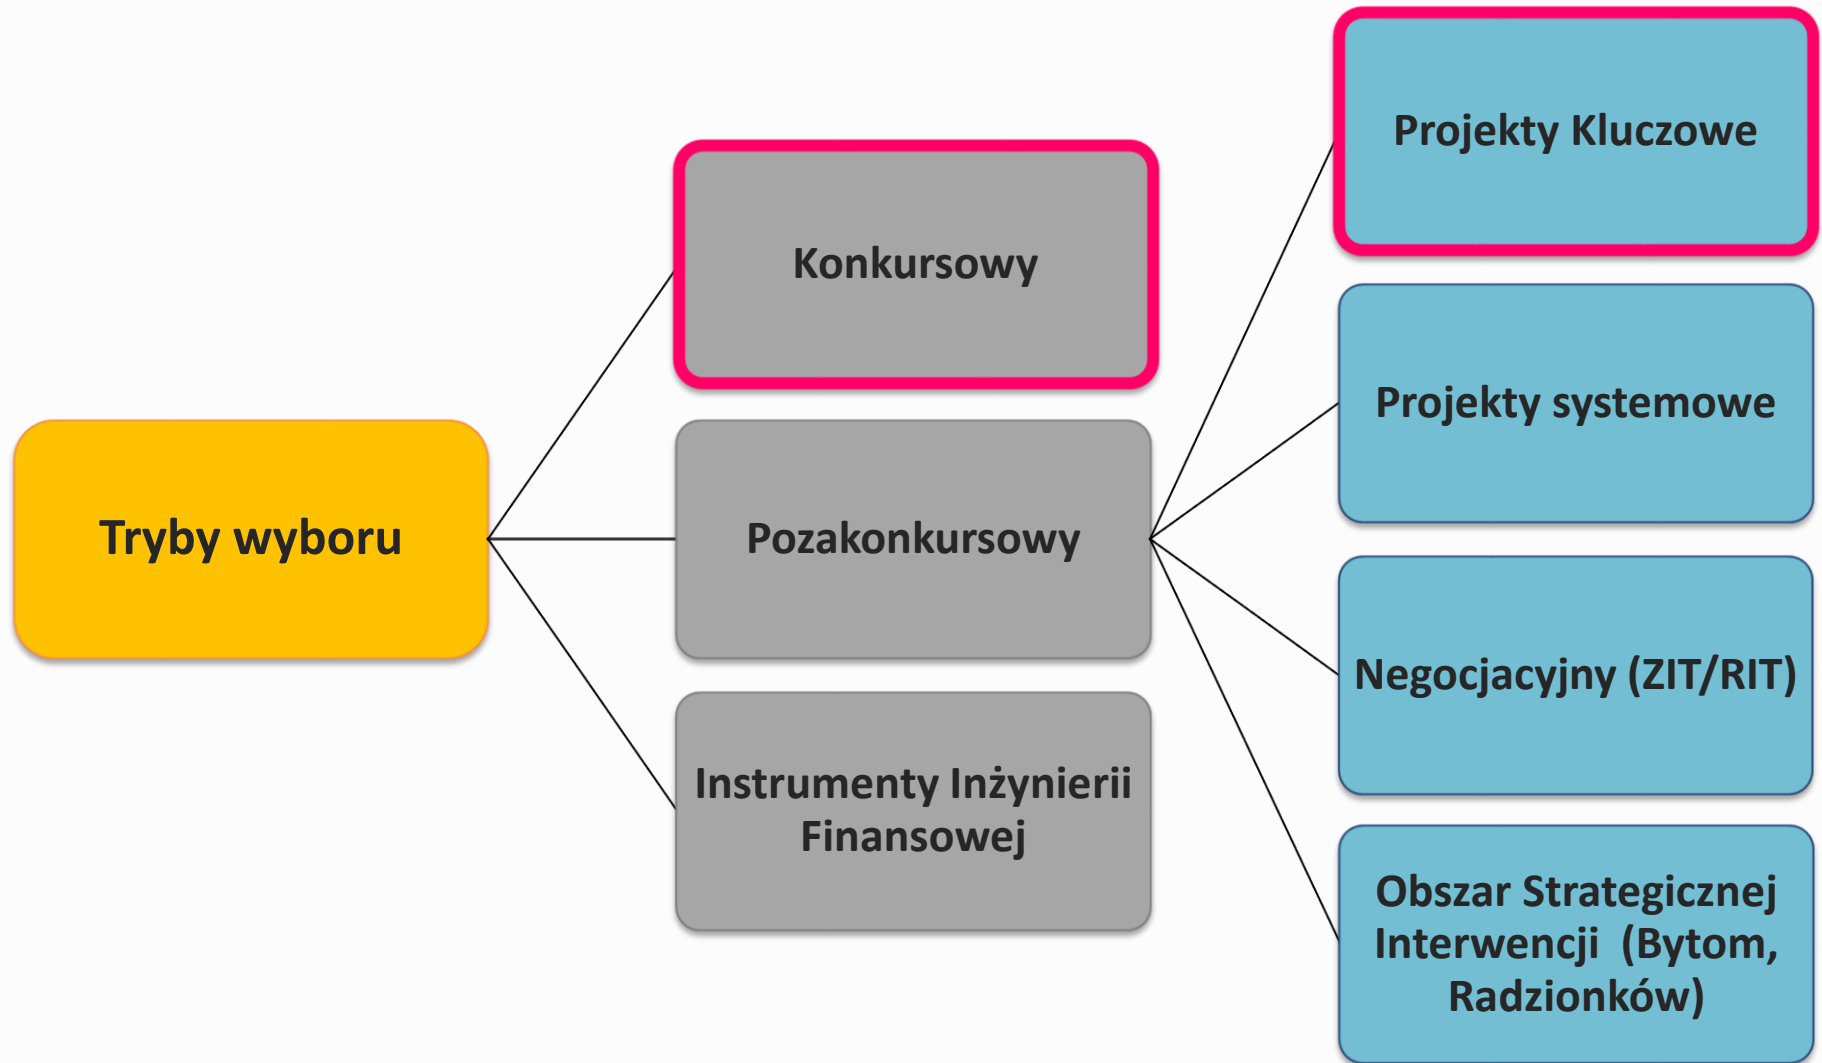 Tryby wyboru
Konkursowy
Pozakonkursowy
Instrumenty Inżynierii
Finansowej
Projekty Kluczowe
Projekty systemowe
Negocjacyjny (ZIT/RIT)
Obszar Strategicznej
Interwencji (Bytom,
Radzionków)